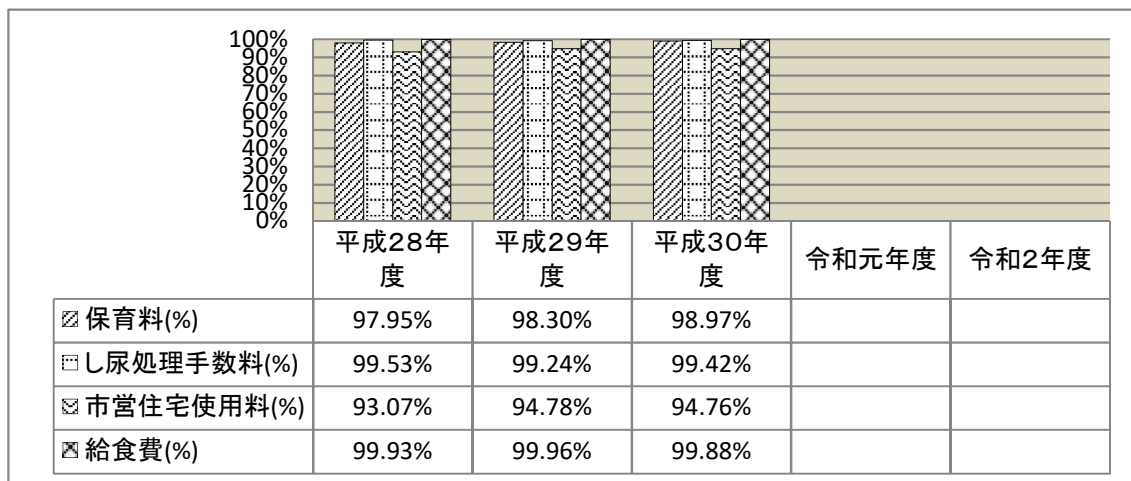 100%
90%
80%
70%
60%
50%
40%
30%
20%
10%
0%
平成28年度 平成29年度 平成30年度 令和元年度 令和2年度
保育料(%) 97.95% 98.30% 98.97%
し尿処理手数料(%) 99.53% 99.24% 99.42%
市営住宅使用料(%) 93.07% 94.78% 94.76%
給食費(%) 99.93% 99.96% 99.88%